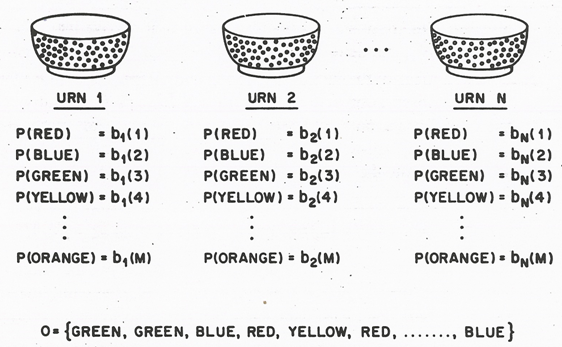 URN 1 URN 2 URN N
P(RED) = b₁(1) P(RED) = b₂(1) P(RED) = bN(1)
P(BLUE) = b₁(2) P(BLUE) = b₂(2) P(BLUE) = bN(2)
P(GREEN) = b₁(3) P(GREEN) = b₂(3) P(GREEN) = bN(3)
P(YELLOW) = b₁(4) P(YELLOW) = b₂(4) P(YELLOW) = bN(4)
P(ORANGE) = b₁(M) P(ORANGE) = b₂(M) P(ORANGE) = bN(M)
O = {GREEN, GREEN, BLUE, RED, YELLOW, RED, ......., BLUE}